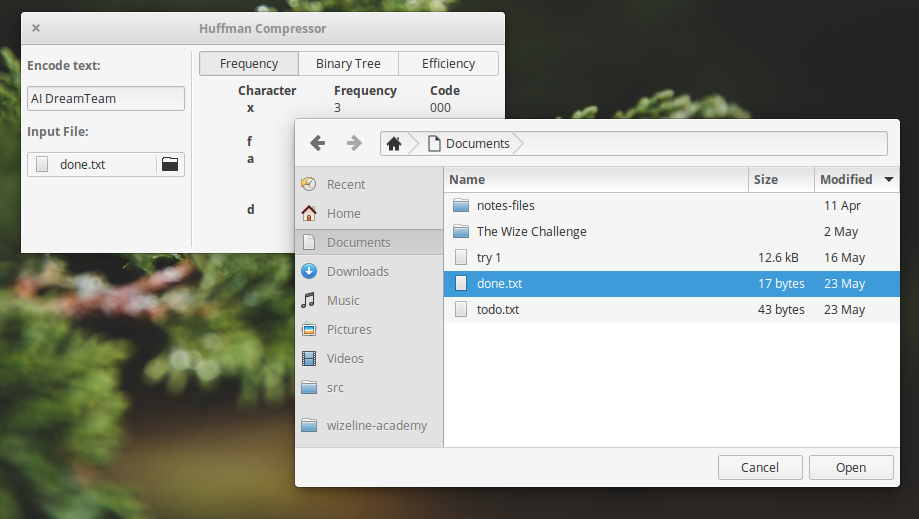 Huffman Compressor
Encode text:
AI DreamTeam
Input File:
done.txt
Frequency Binary Tree Efficiency
Character Frequency Code
x 3 000
f
a
d
Documents
Recent
Home
Documents
Downloads
Music
Pictures
Videos
src
wizeline-academy
Name Size Modified
notes-files 11 Apr
The Wize Challenge 2 May
try 1 12.6 kB 16 May
done.txt 17 bytes 23 May
todo.txt 43 bytes 23 May
Cancel Open